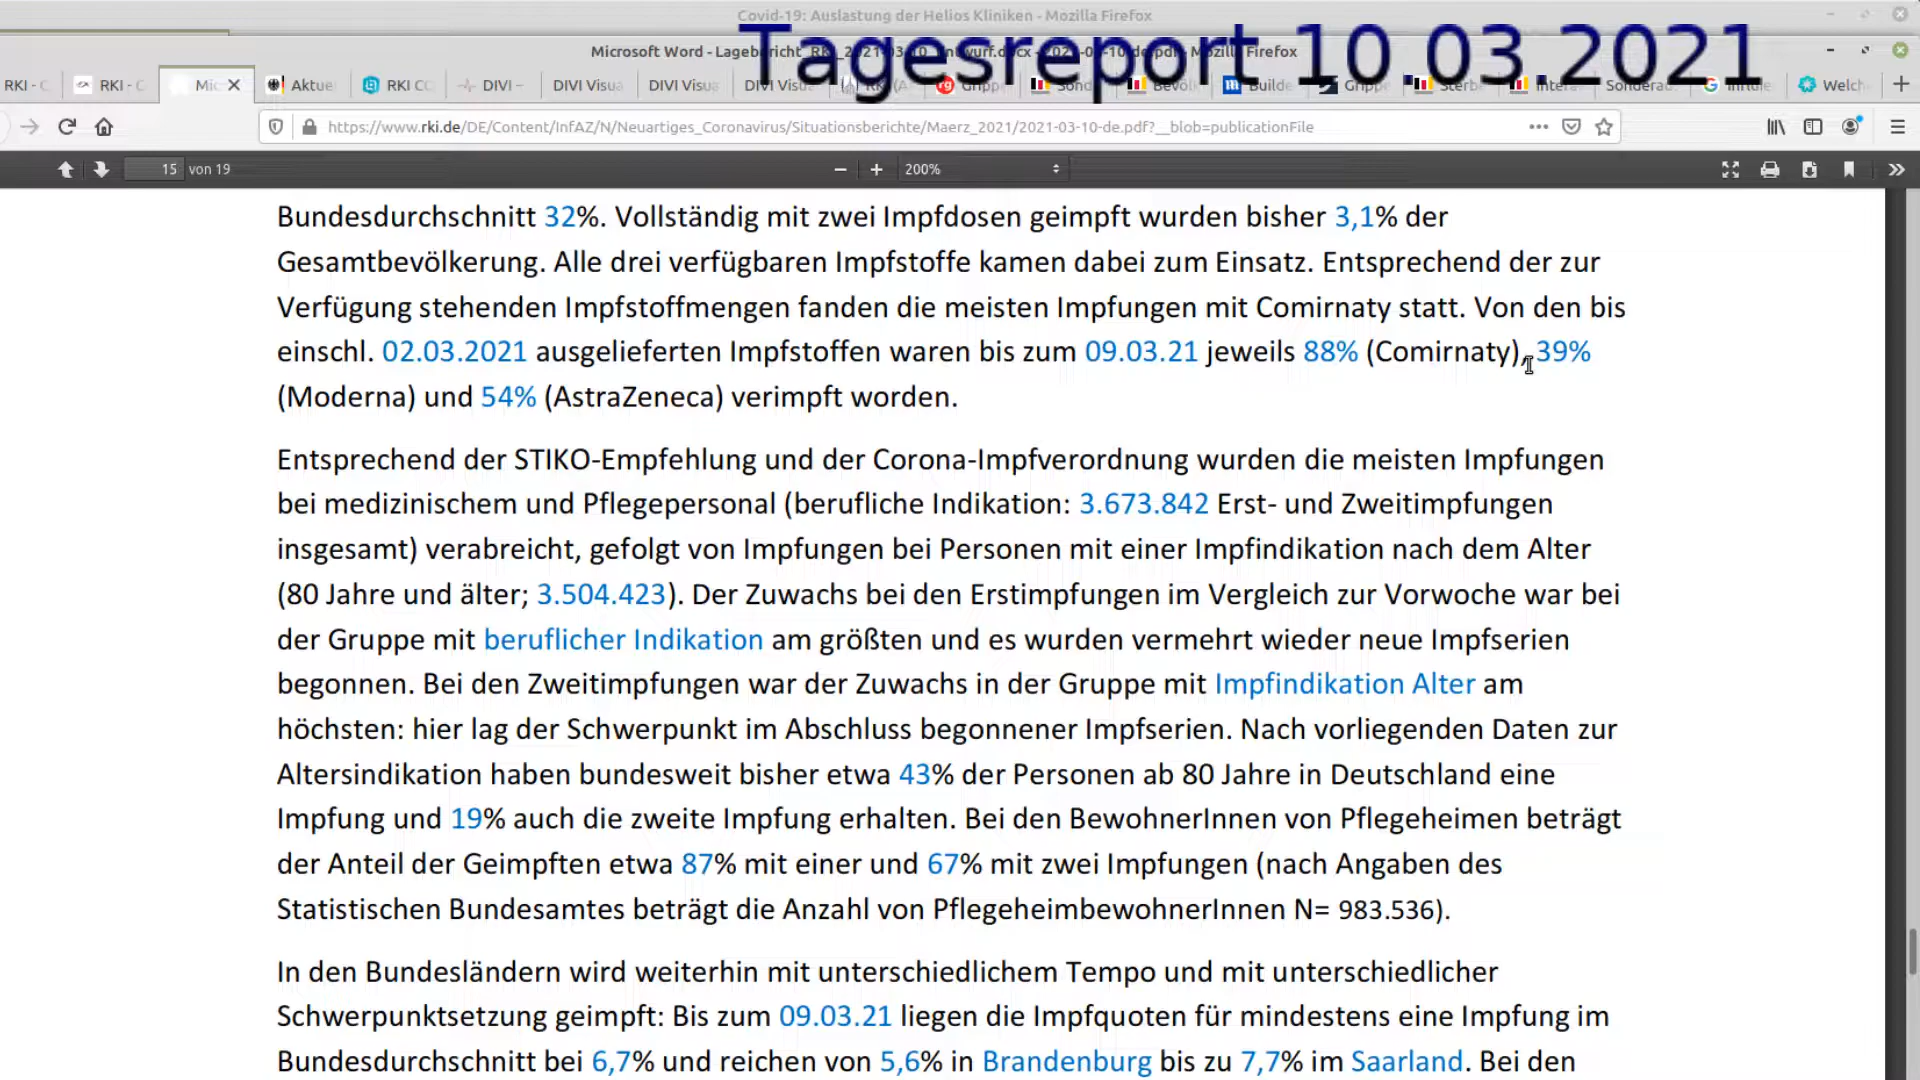 Covid-19: Auslastung der Helios Kliniken - Mozilla Firefox
Tagesreport 10 03 2021
RKI - C
RKI - C
Mic
Aktue
RKI CC
DIVI –
DIVI Visua
DIVI Visua
DIVI Visua
Gripp
Sond
Bevöl
Builde
Grippe
Sterbe
Inter
Sonderau
Welch
https://www.rki.de/DE/Content/InfAZ/N/Neuartiges_Coronavirus/Situationsberichte/Maerz_2021/2021-03-10-de.pdf?__blob=publicationFile
15 von 19
200%
Bundesdurchschnitt 32%. Vollständig mit zwei Impfdosen geimpft wurden bisher 3,1% der
Gesamtbevölkerung. Alle drei verfügbaren Impfstoffe kamen dabei zum Einsatz. Entsprechend der zur
Verfügung stehenden Impfstoffmengen fanden die meisten Impfungen mit Comirnaty statt. Von den bis
einschl. 02.03.2021 ausgelieferten Impfstoffen waren bis zum 09.03.21 jeweils 88% (Comirnaty), 39%
(Moderna) und 54% (AstraZeneca) verimpft worden.
Entsprechend der STIKO-Empfehlung und der Corona-Impfverordnung wurden die meisten Impfungen
bei medizinischem und Pflegepersonal (berufliche Indikation: 3.673.842 Erst- und Zweitimpfungen
insgesamt) verabreicht, gefolgt von Impfungen bei Personen mit einer Impfindikation nach dem Alter
(80 Jahre und älter; 3.504.423). Der Zuwachs bei den Erstimpfungen im Vergleich zur Vorwoche war bei
der Gruppe mit beruflicher Indikation am größten und es wurden vermehrt wieder neue Impfserien
begonnen. Bei den Zweitimpfungen war der Zuwachs in der Gruppe mit Impfindikation Alter am
höchsten: hier lag der Schwerpunkt im Abschluss begonnener Impfserien. Nach vorliegenden Daten zur
Altersindikation haben bundesweit bisher etwa 43% der Personen ab 80 Jahre in Deutschland eine
Impfung und 19% auch die zweite Impfung erhalten. Bei den BewohnerInnen von Pflegeheimen beträgt
der Anteil der Geimpften etwa 87% mit einer und 67% mit zwei Impfungen (nach Angaben des
Statistischen Bundesamtes beträgt die Anzahl von PflegeheimbewohnerInnen N= 983.536).
In den Bundesländern wird weiterhin mit unterschiedlichem Tempo und mit unterschiedlicher
Schwerpunktsetzung geimpft: Bis zum 09.03.21 liegen die Impfquoten für mindestens eine Impfung im
Bundesdurchschnitt bei 6,7% und reichen von 5,6% in Brandenburg bis zu 7,7% im Saarland. Bei den